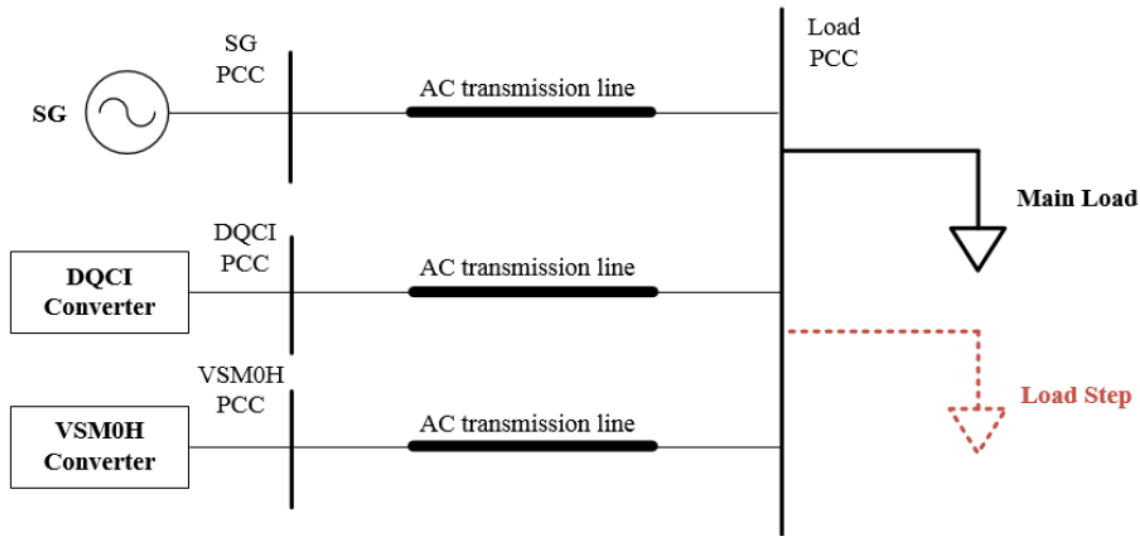 SG
PCC
SG
AC transmission line
Load
PCC
Main Load
DQCI
PCC
DQCI
Converter
AC transmission line
Load Step
VSM0H
PCC
VSM0H
Converter
AC transmission line